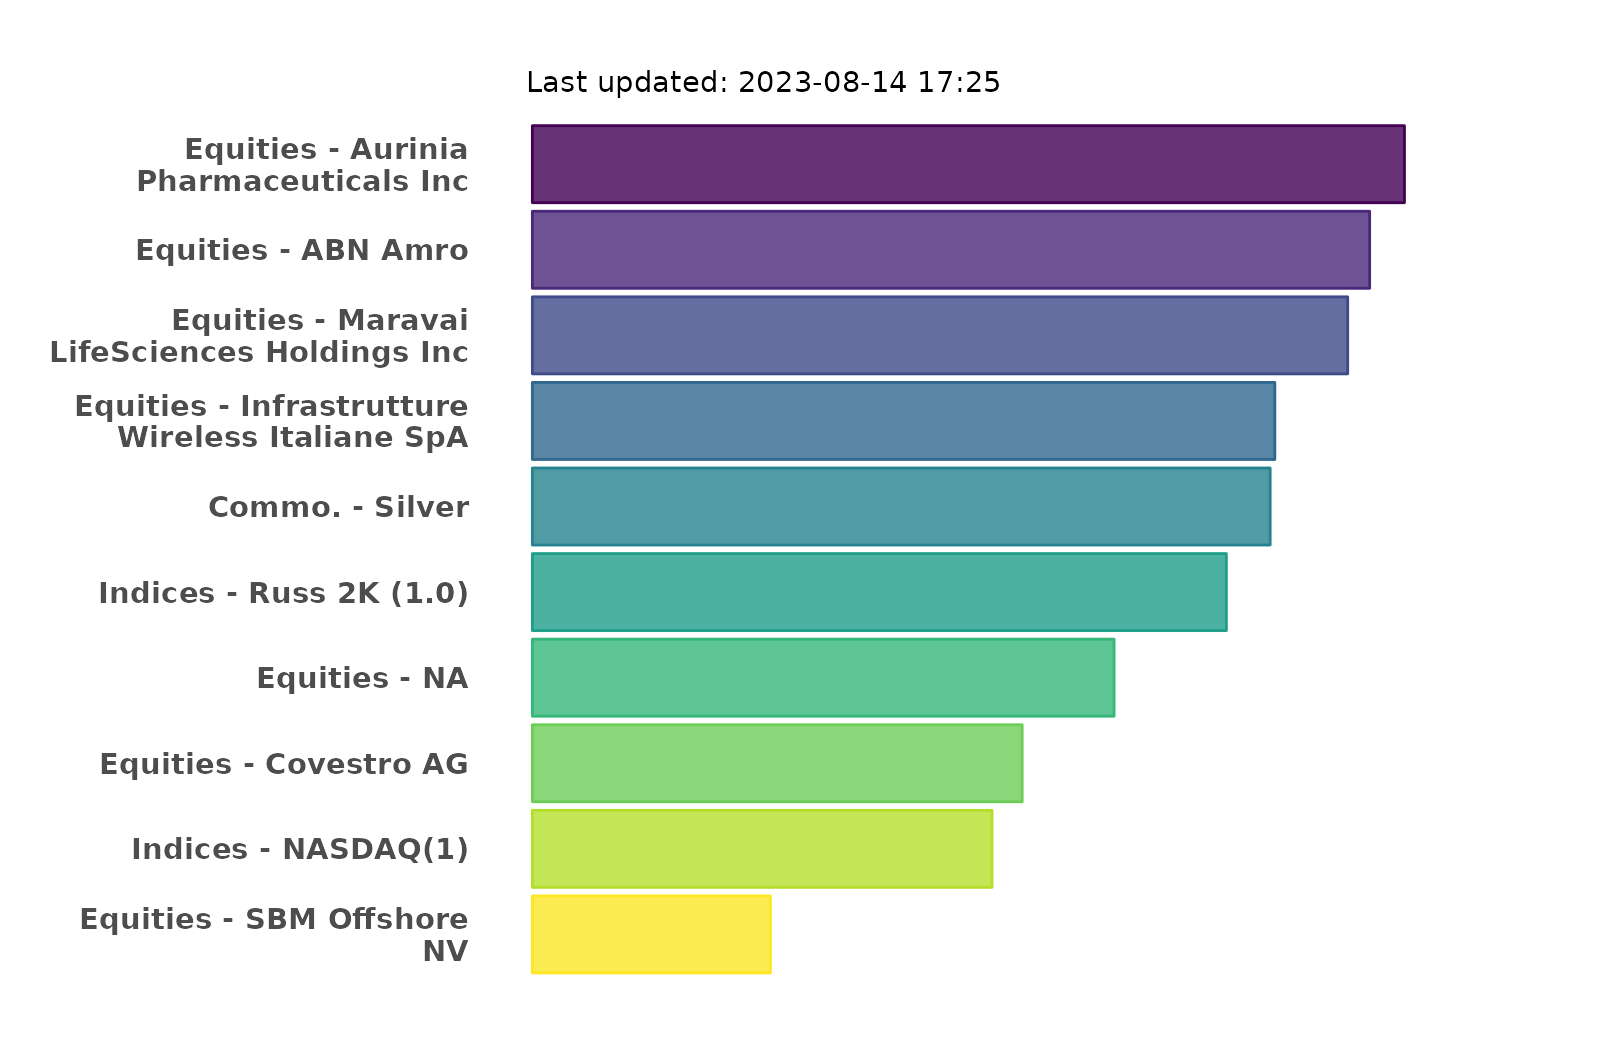 Last updated: 2023-08-14 17:25
Equities - Aurinia
Pharmaceuticals Inc
Equities - ABN Amro
Equities - Maravai
LifeSciences Holdings Inc
Equities - Infrastrutture
Wireless Italiane SpA
Commo. - Silver
Indices - Russ 2K (1.0)
Equities - NA
Equities - Covestro AG
Indices - NASDAQ(1)
Equities - SBM Offshore
NV